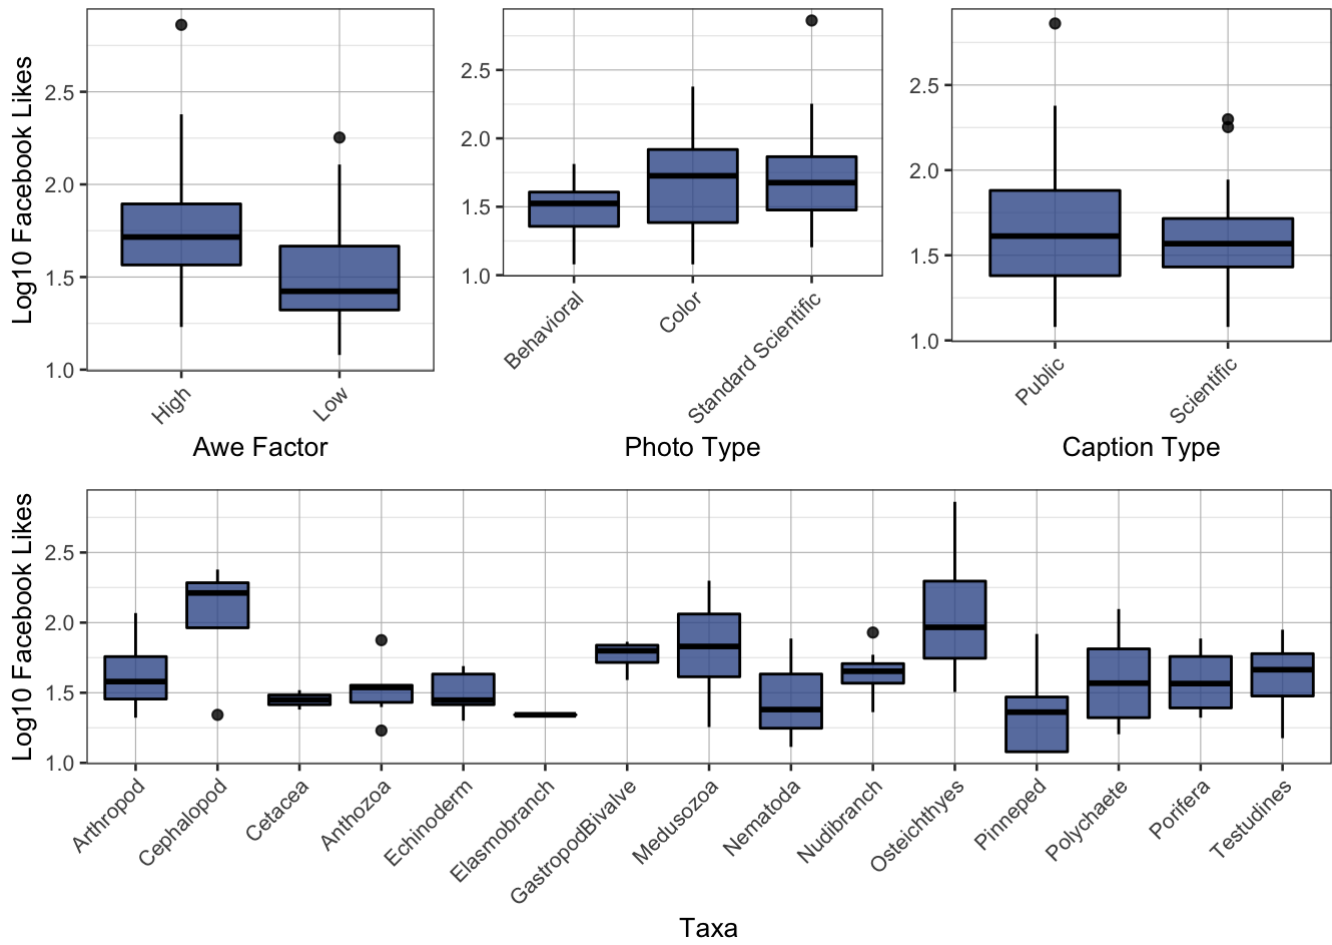 Log10 Facebook Likes
2.5
2.0
1.5
1.0
High
Low
Awe Factor
2.5
2.0
1.5
1.0
Behavioral
Color
Standard Scientific
Photo Type
2.5
2.0
1.5
1.0
Public
Scientific
Caption Type
Log10 Facebook Likes
2.5
2.0
1.5
1.0
Arthropod
Cephalopod
Cetacea
Anthozoa
Echinoderm
Elasmobranch
GastropodBivalve
Medusozoa
Nematoda
Nudibranch
Osteichthyes
Pinneped
Polychaete
Porifera
Testudines
Taxa